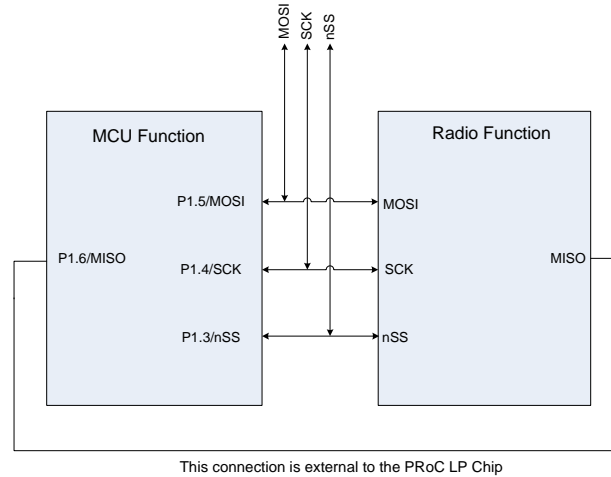 MOSI
SCK
nSS
MCU Function
Radio Function
P1.5/MOSI
MOSI
P1.6/MISO
MISO
P1.4/SCK
SCK
P1.3/nSS
nSS
This connection is external to the PRoC LP Chip